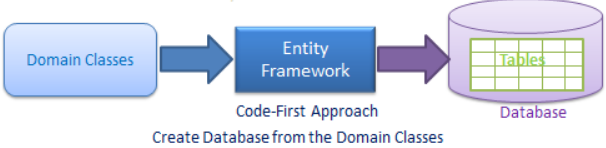 Domain Classes
Entity
Framework
Tables
Code-First Approach
Database
Create Database from the Domain Classes